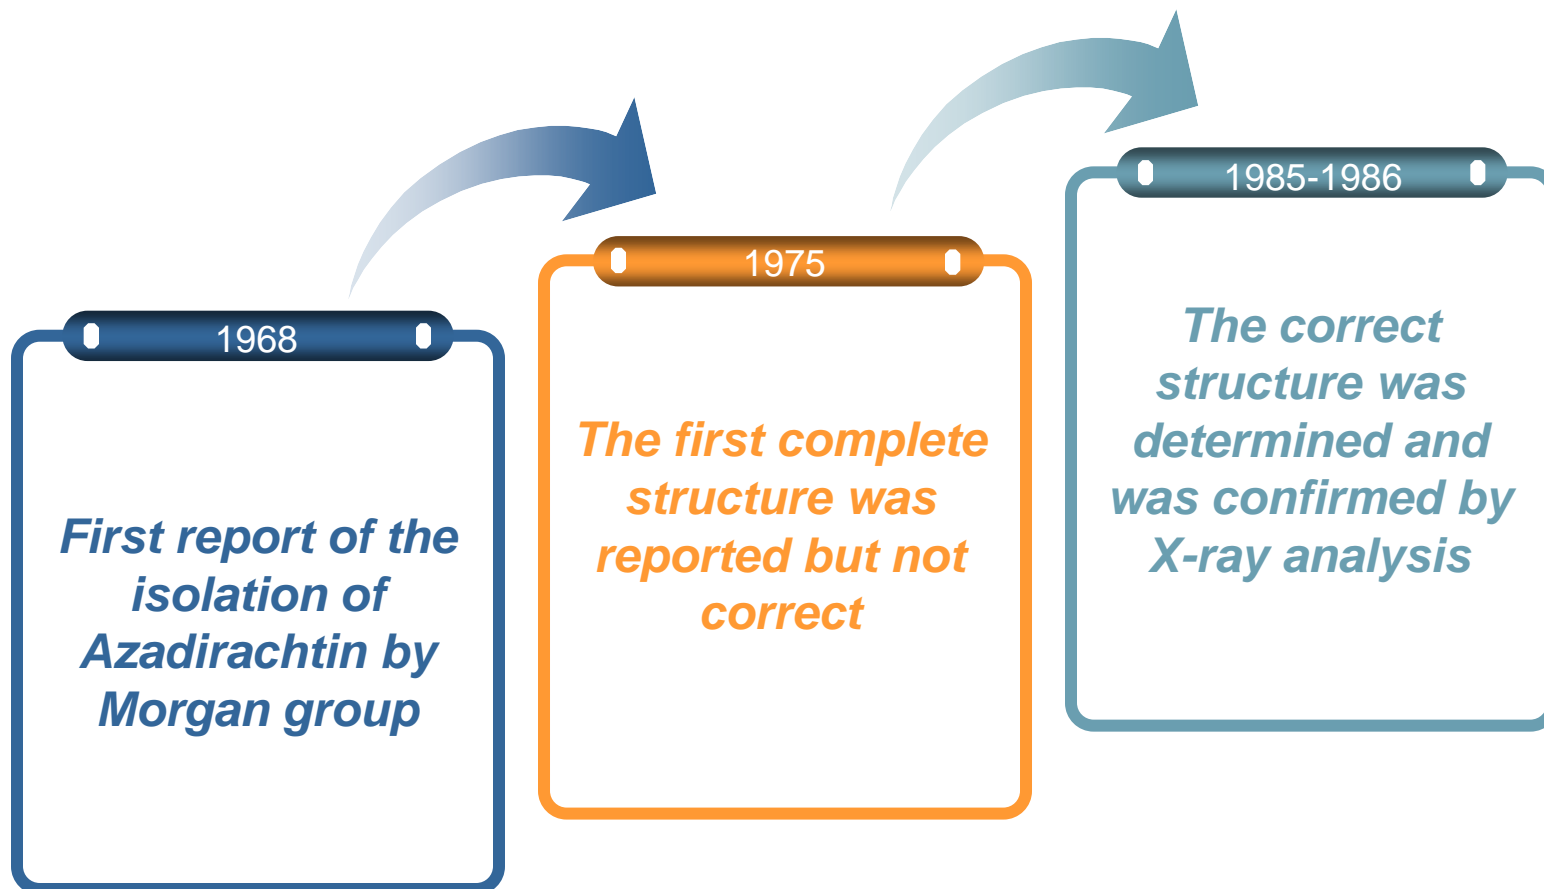 1968
First report of the
isolation of
Azadirachtin by
Morgan group
1975
The first complete
structure was
reported but not
correct
1985-1986
The correct
structure was
determined and
was confirmed by
X-ray analysis